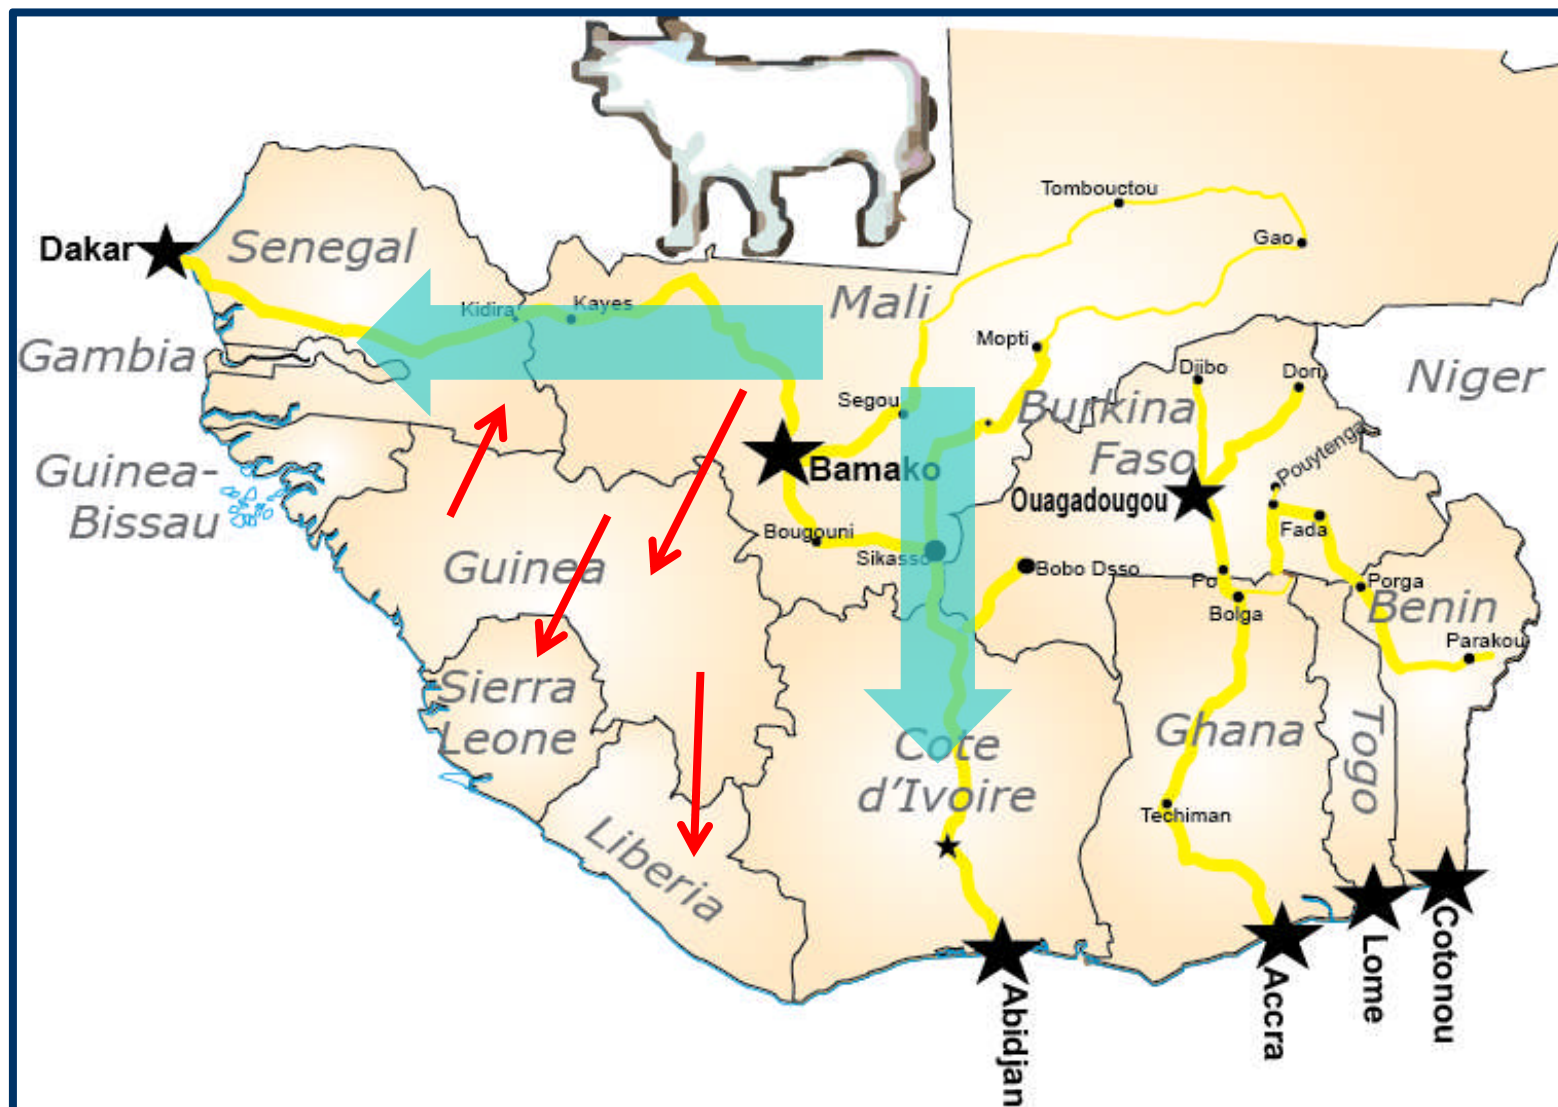 Tombouctou
Gao
Dakar
Senegal
Kidira
Kayes
Mali
Mopti
Gambia
Djibo
Dori
Niger
Segou
Burkina
Faso
Pouytenga
Guinea-
Bissau
Bamako
Ouagadougou
Bougouni
Sikasso
Fada
Guinea
Bobo Dsso
Po
Porga
Bolga
Benin
Parakou
Sierra
Leone
Cote
d'Ivoire
Ghana
Togo
Techiman
Liberia
Abidjan
Accra
Lome
Cotonou